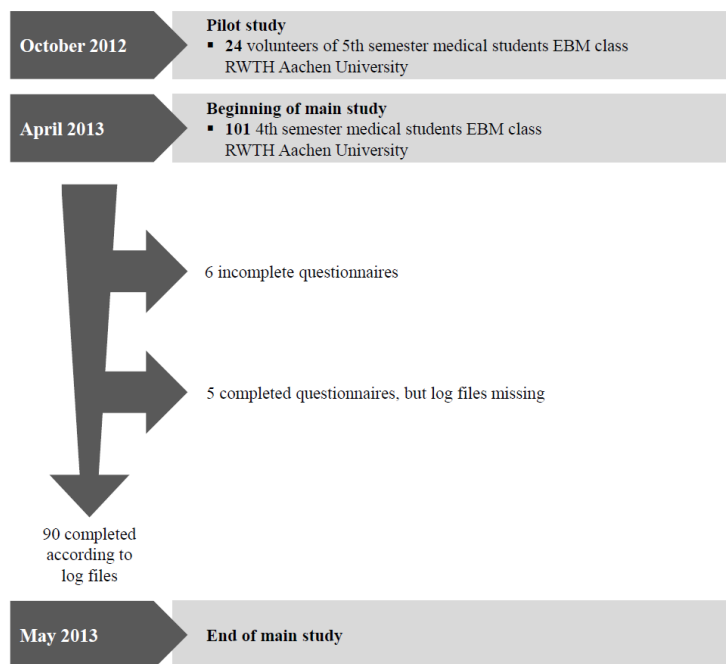 October 2012
Pilot study
▪ 24 volunteers of 5th semester medical students EBM class
RWTH Aachen University
April 2013
Beginning of main study
▪ 101 4th semester medical students EBM class
RWTH Aachen University
6 incomplete questionnaires
5 completed questionnaires, but log files missing
90 completed
according to
log files
May 2013
End of main study